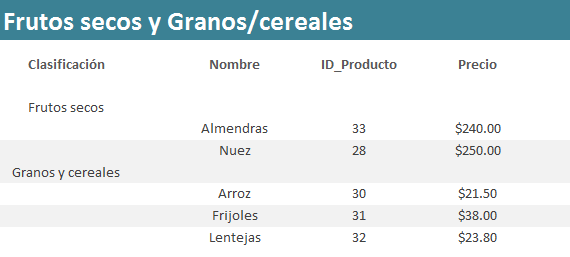 Frutos secos y Granos/cereales
Clasificación Nombre ID_Producto Precio
Frutos secos
Almendras 33 $240.00
Nuez 28 $250.00
Granos y cereales
Arroz 30 $21.50
Frijoles 31 $38.00
Lentejas 32 $23.80